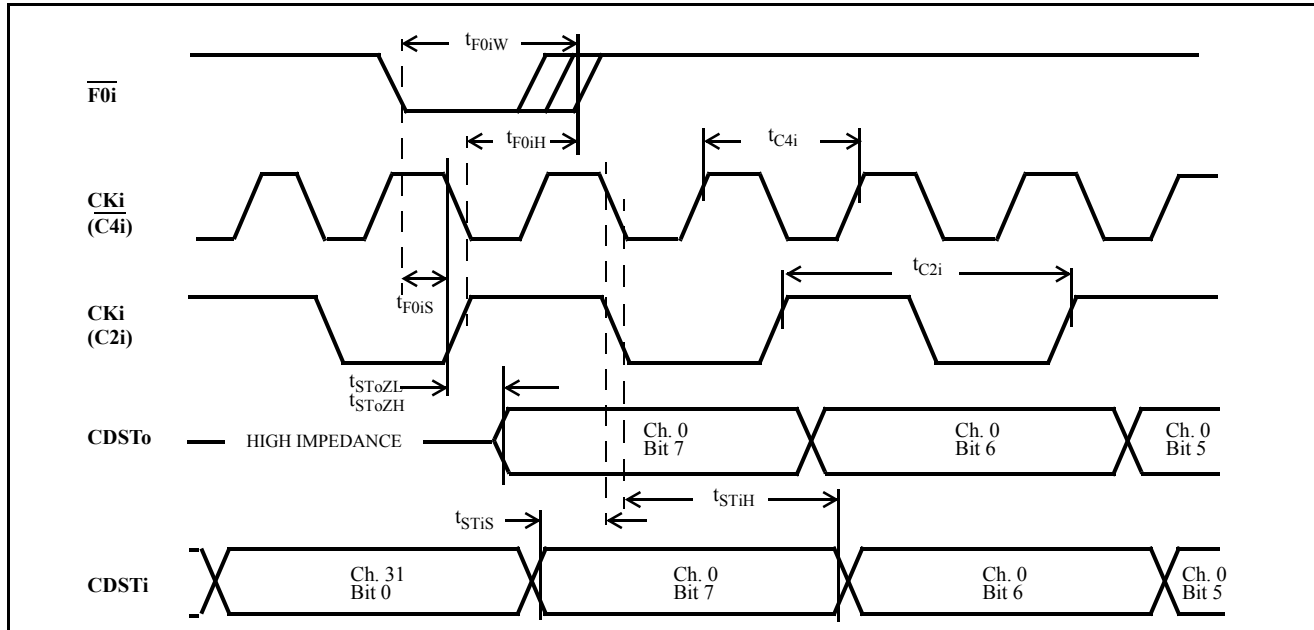 tF0iW
F0i
tF0iH
tC4i
CKi
(C4i)
tC2i
tF0iS
CKi
(C2i)
tSToZL
tSToZH
CDSTo
HIGH IMPEDANCE
Ch. 0
Bit 7
Ch. 0
Bit 6
Ch. 0
Bit 5
tSTiH
tSTiS
CDSTi
Ch. 31
Bit 0
Ch. 0
Bit 7
Ch. 0
Bit 6
Ch. 0
Bit 5